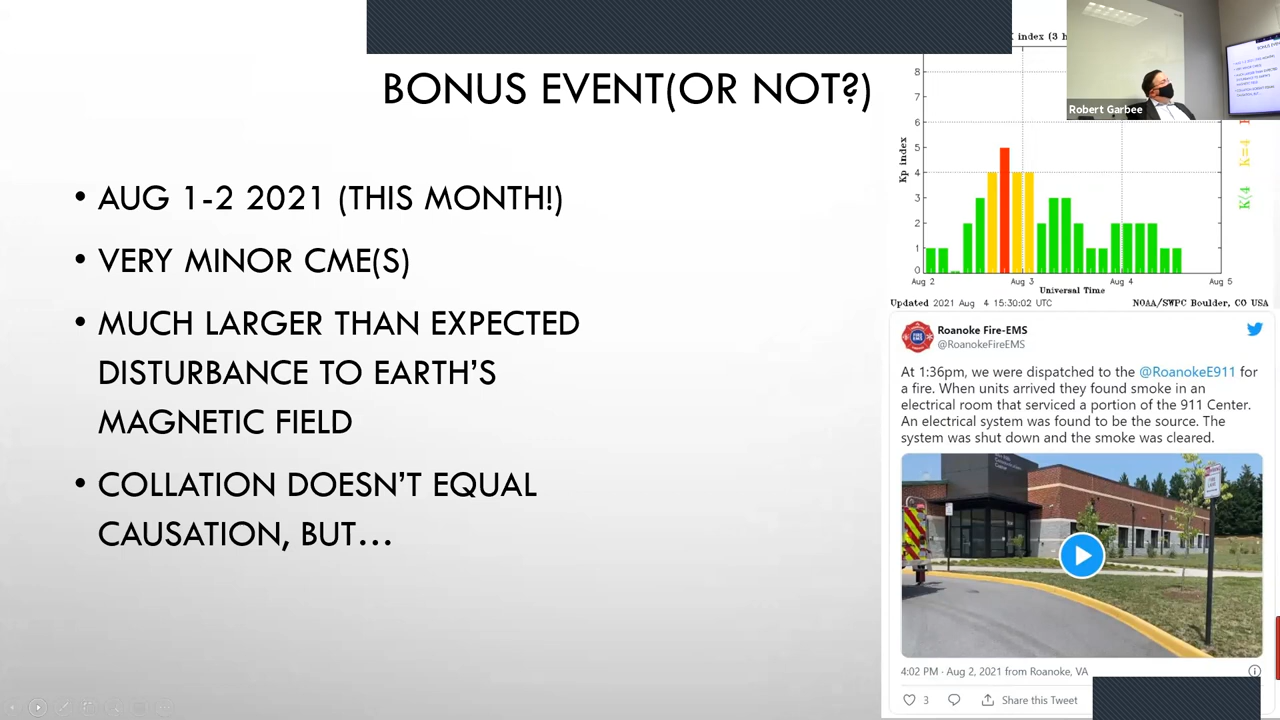 BONUS EVENT(OR NOT?)
• AUG 1-2 2021 (THIS MONTH!)
• VERY MINOR CME(S)
• MUCH LARGER THAN EXPECTED
DISTURBANCE TO EARTH'S
MAGNETIC FIELD
• COLLATION DOESN'T EQUAL
CAUSATION, BUT...
index (3 h
Robert Garbee
Kp index
8
7
6
5
4
3
2
1
0
Aug 2
Aug 3
Aug 4
Aug 5
Universal Time
K=4
K<4
Updated 2021 Aug 4 15:30:02 UTC
NOAA/SWPC Boulder, CO USA
Roanoke Fire-EMS
@RoanokeFireEMS
At 1:36pm, we were dispatched to the @RoanokeE911 for
a fire. When units arrived they found smoke in an
electrical room that serviced a portion of the 911 Center.
An electrical system was found to be the source. The
system was shut down and the smoke was cleared.
4:02 PM · Aug 2, 2021 from Roanoke, VA
3
Share this Tweet